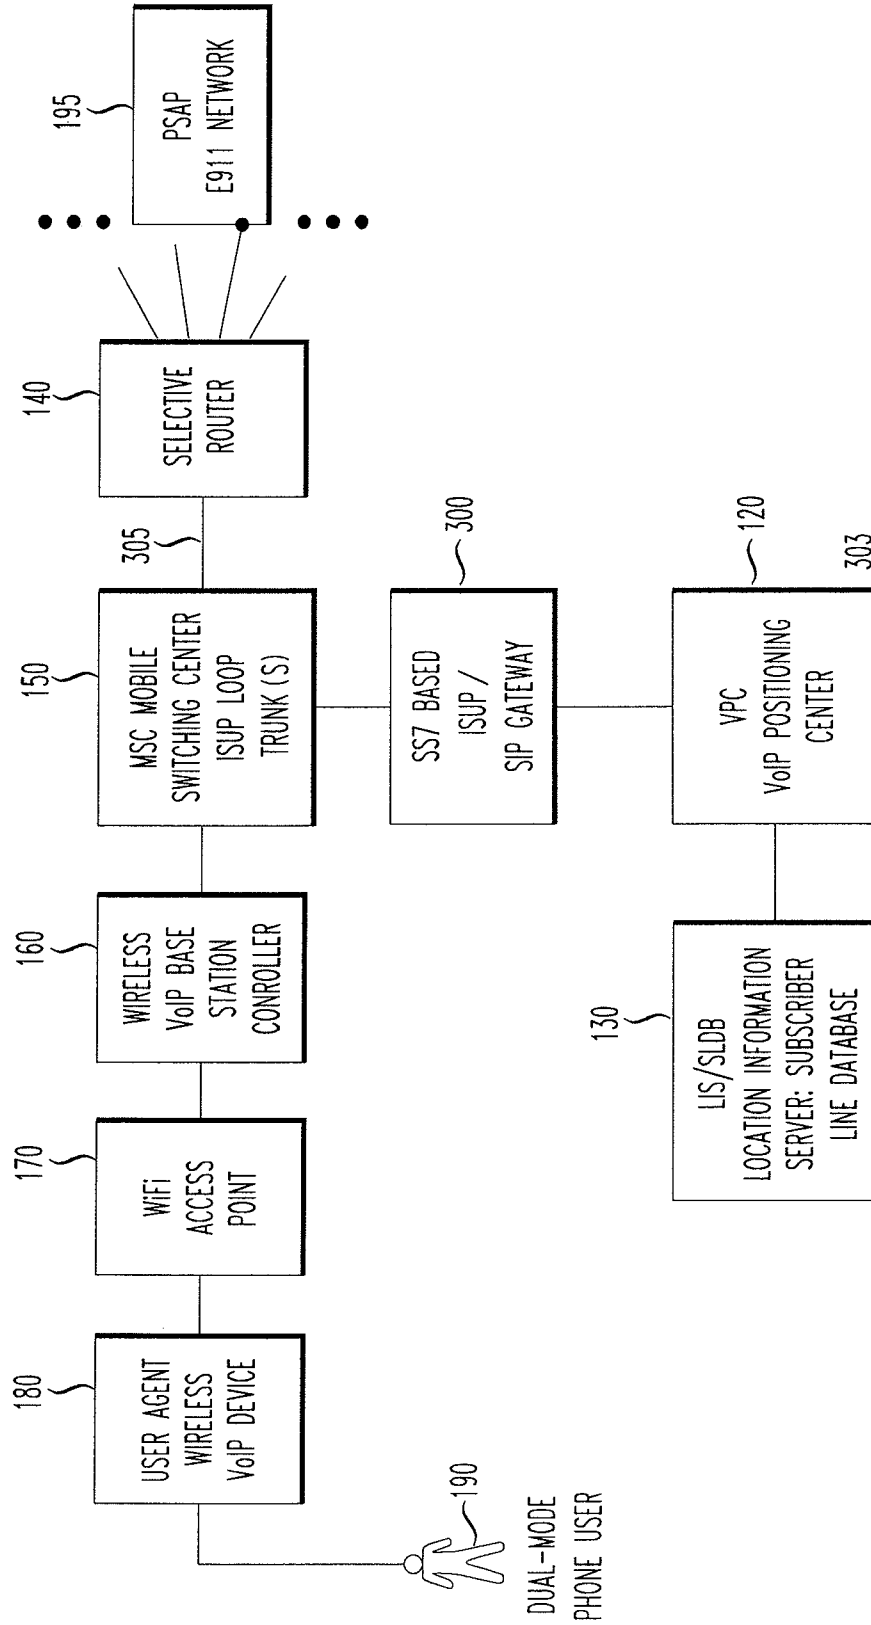 180
USER AGENT
WIRELESS
VoIP DEVICE
170
WiFi
ACCESS
POINT
160
WIRELESS
VoIP BASE
STATION
CONROLLER
150
MSC MOBILE
SWITCHING CENTER
ISUP LOOP
TRUNK(S)
305
140
SELECTIVE
ROUTER
195
PSAP
E911 NETWORK
190
DUAL-MODE
PHONE USER
300
SS7 BASED
ISUP /
SIP GATEWAY
130
LIS/SLDB
LOCATION INFORMATION
SERVER: SUBSCRIBER
LINE DATABASE
120
VPC
VoIP POSITIONING
CENTER
303